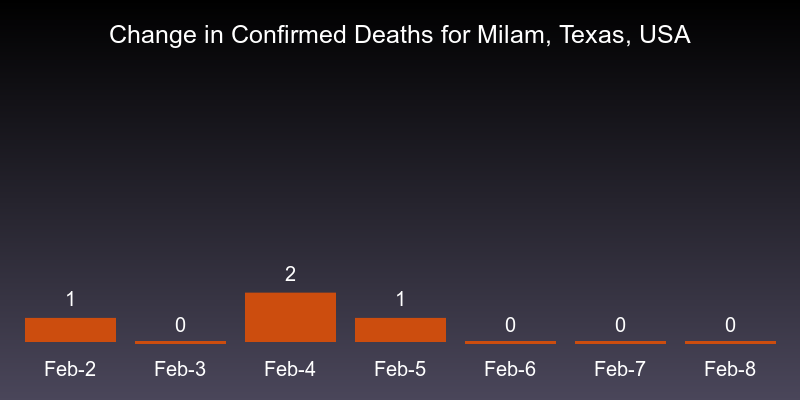 Change in Confirmed Deaths for Milam, Texas, USA
2
1
1
0
0
0
0
Feb-2
Feb-3
Feb-4
Feb-5
Feb-6
Feb-7
Feb-8